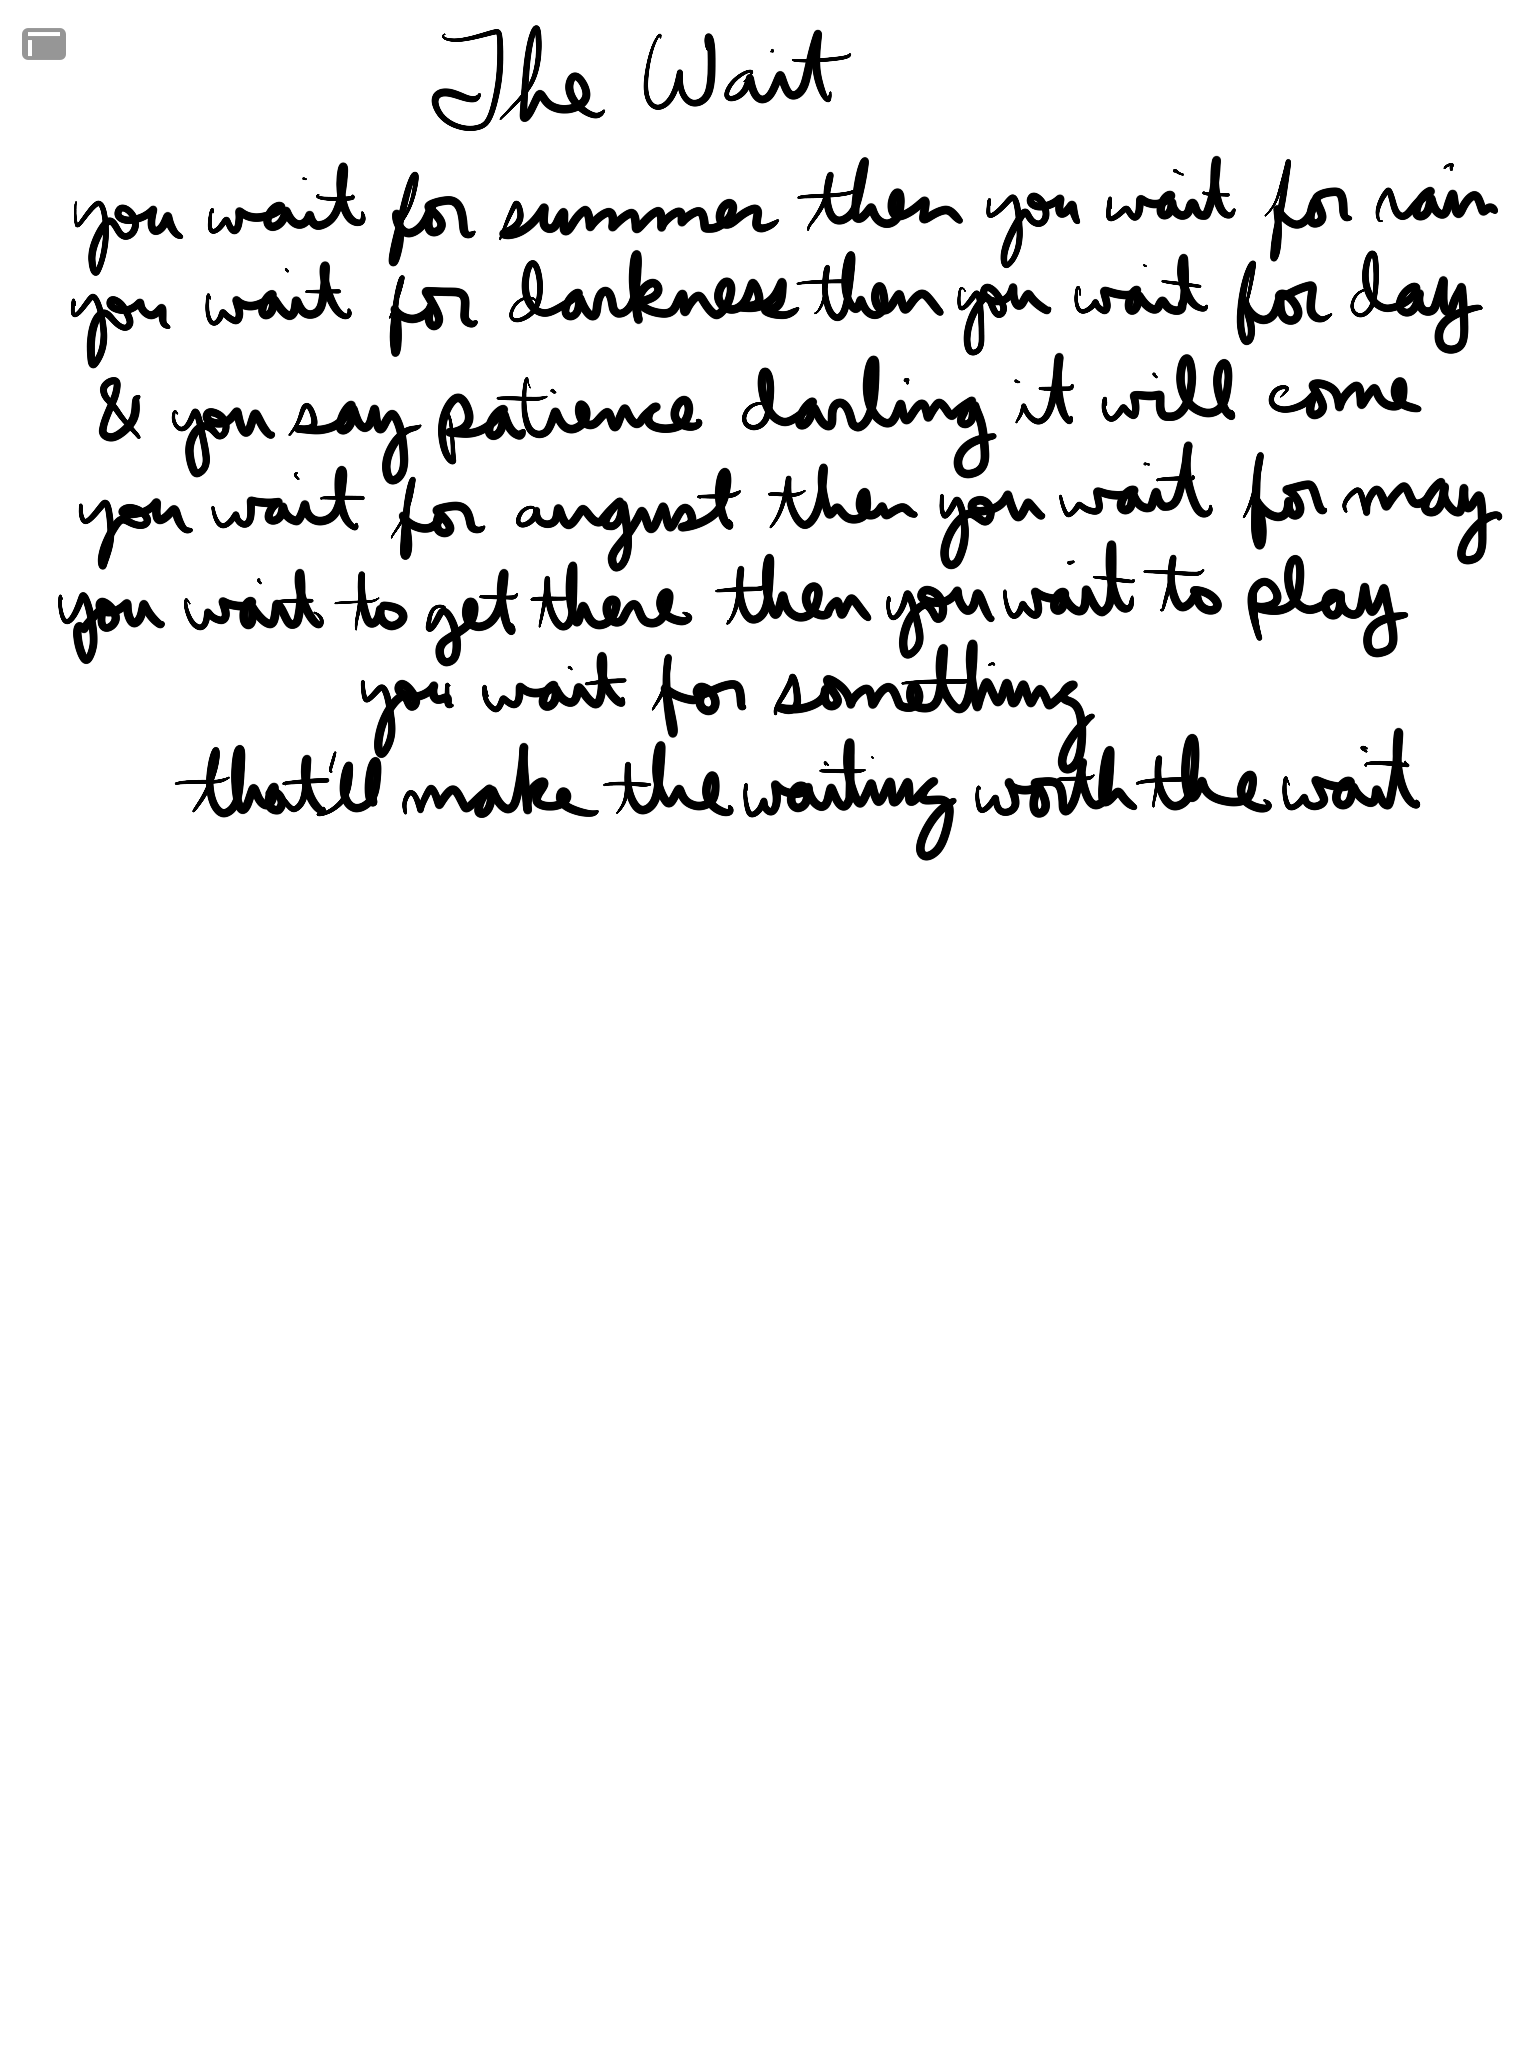 The Wait
you wait for summer then you wait for rain
you wait for darkness then you wait for day
& you say patience darling it will come
you wait for august then you wait for may
you wait to get there then you wait to play
you wait for something
that'll make the waiting worth the wait